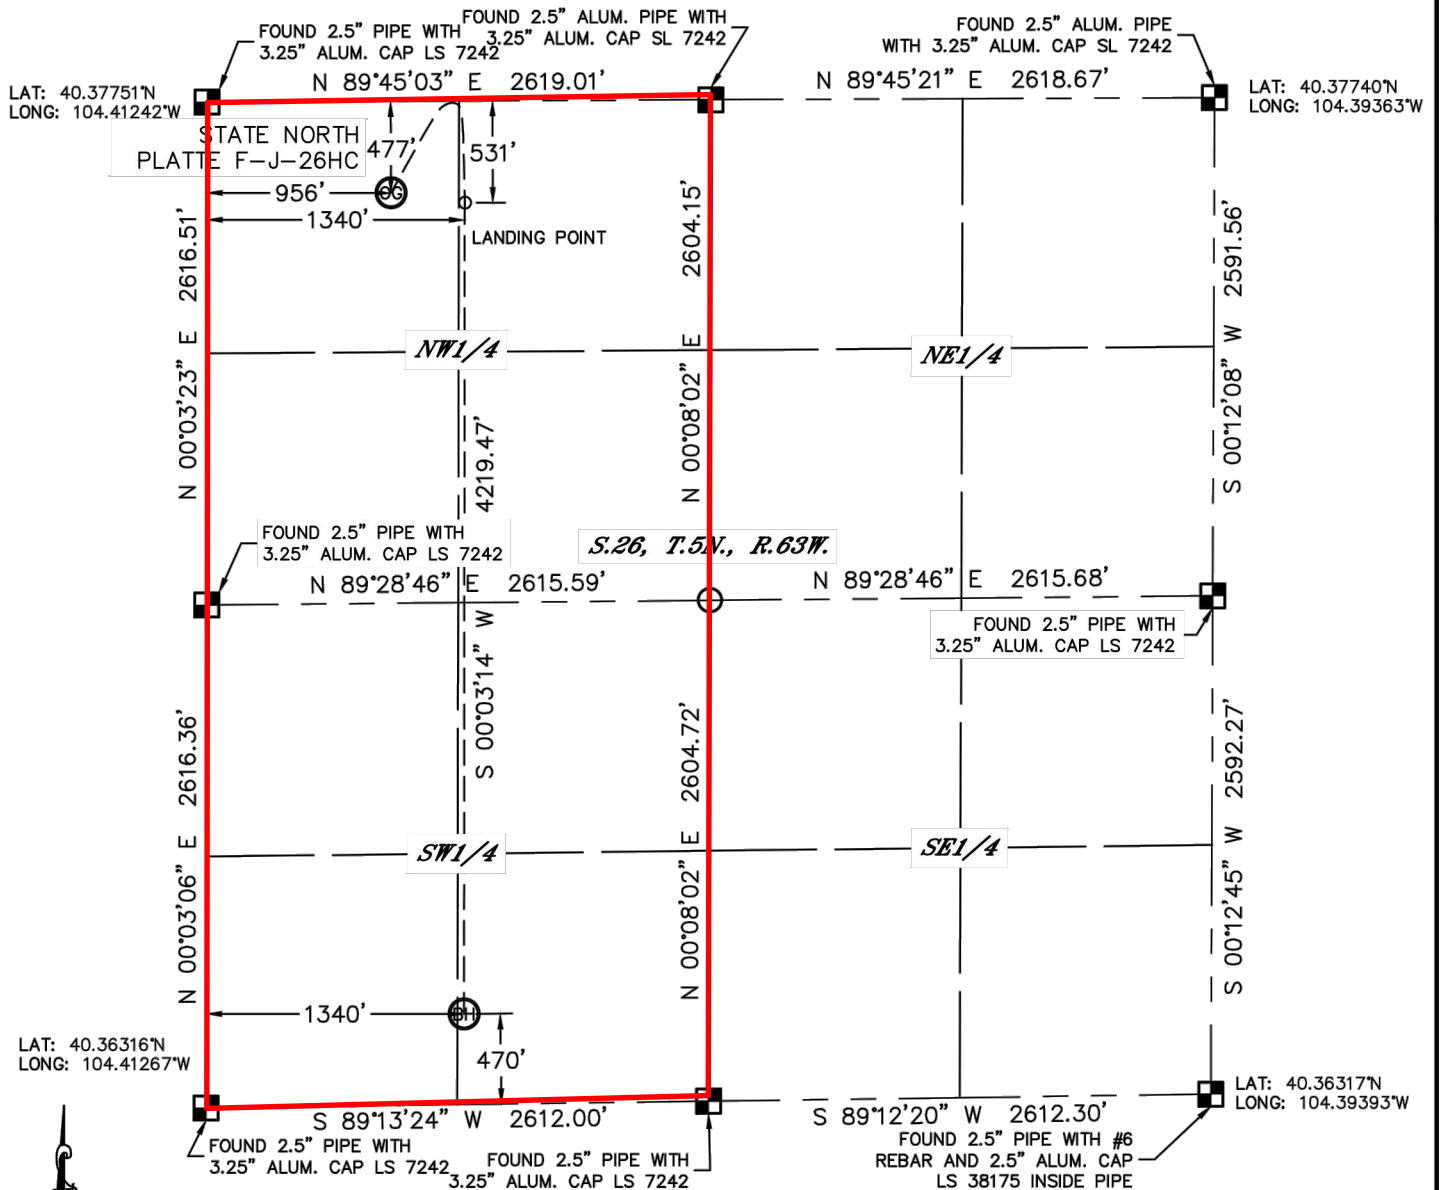 FOUND 2.5" PIPE WITH
3.25" ALUM. CAP LS 7242
FOUND 2.5" ALUM. PIPE WITH
3.25" ALUM. CAP SL 7242
FOUND 2.5" ALUM. PIPE
WITH 3.25" ALUM. CAP SL 7242
LAT: 40.37751°N
LONG: 104.41242°W
N 89°45'03" E 2619.01'
N 89°45'21" E 2618.67'
LAT: 40.37740°N
LONG: 104.39363°W
STATE NORTH
PLATTE F-J-26HC
477'
531'
956'
OG
1340'
LANDING POINT
N 00°03'23" E 2616.51'
N 00°08'02" E 2604.15'
S 00°12'08" W 2591.56'
NW1/4
NE1/4
S 00°03'14" W 4219.47'
FOUND 2.5" PIPE WITH
3.25" ALUM. CAP LS 7242
S.26, T.5N., R.63W.
N 89°28'46" E 2615.59'
N 89°28'46" E 2615.68'
FOUND 2.5" PIPE WITH
3.25" ALUM. CAP LS 7242
N 00°03'06" E 2616.36'
N 00°08'02" E 2604.72'
S 00°12'45" W 2592.27'
SW1/4
SE1/4
1340'
BH
470'
LAT: 40.36316°N
LONG: 104.41267°W
S 89°13'24" W 2612.00'
S 89°12'20" W 2612.30'
LAT: 40.36317°N
LONG: 104.39393°W
FOUND 2.5" PIPE WITH
3.25" ALUM. CAP LS 7242
FOUND 2.5" PIPE WITH
3.25" ALUM. CAP LS 7242
FOUND 2.5" PIPE WITH #6
REBAR AND 2.5" ALUM. CAP
LS 38175 INSIDE PIPE